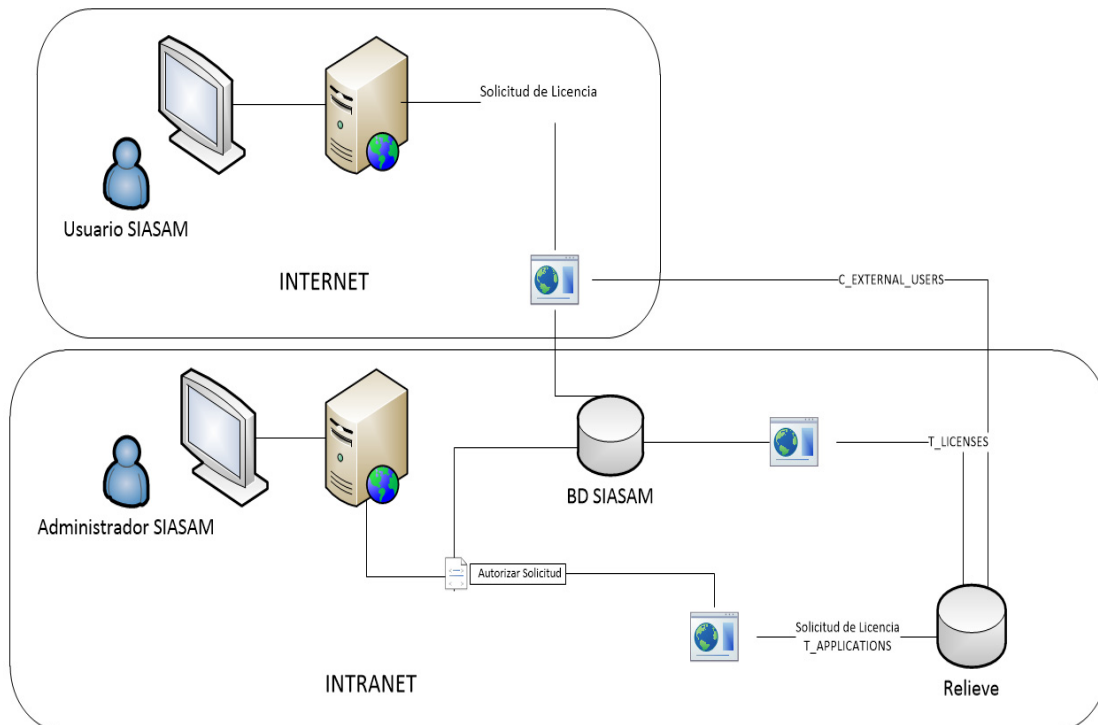 Solicitud de Licencia
Usuario SIASAM
INTERNET
C_EXTERNAL_USERS
T_LICENSES
BD SIASAM
Administrador SIASAM
Autorizar Solicitud
Solicitud de Licencia
T_APPLICATIONS
INTRANET
Relieve